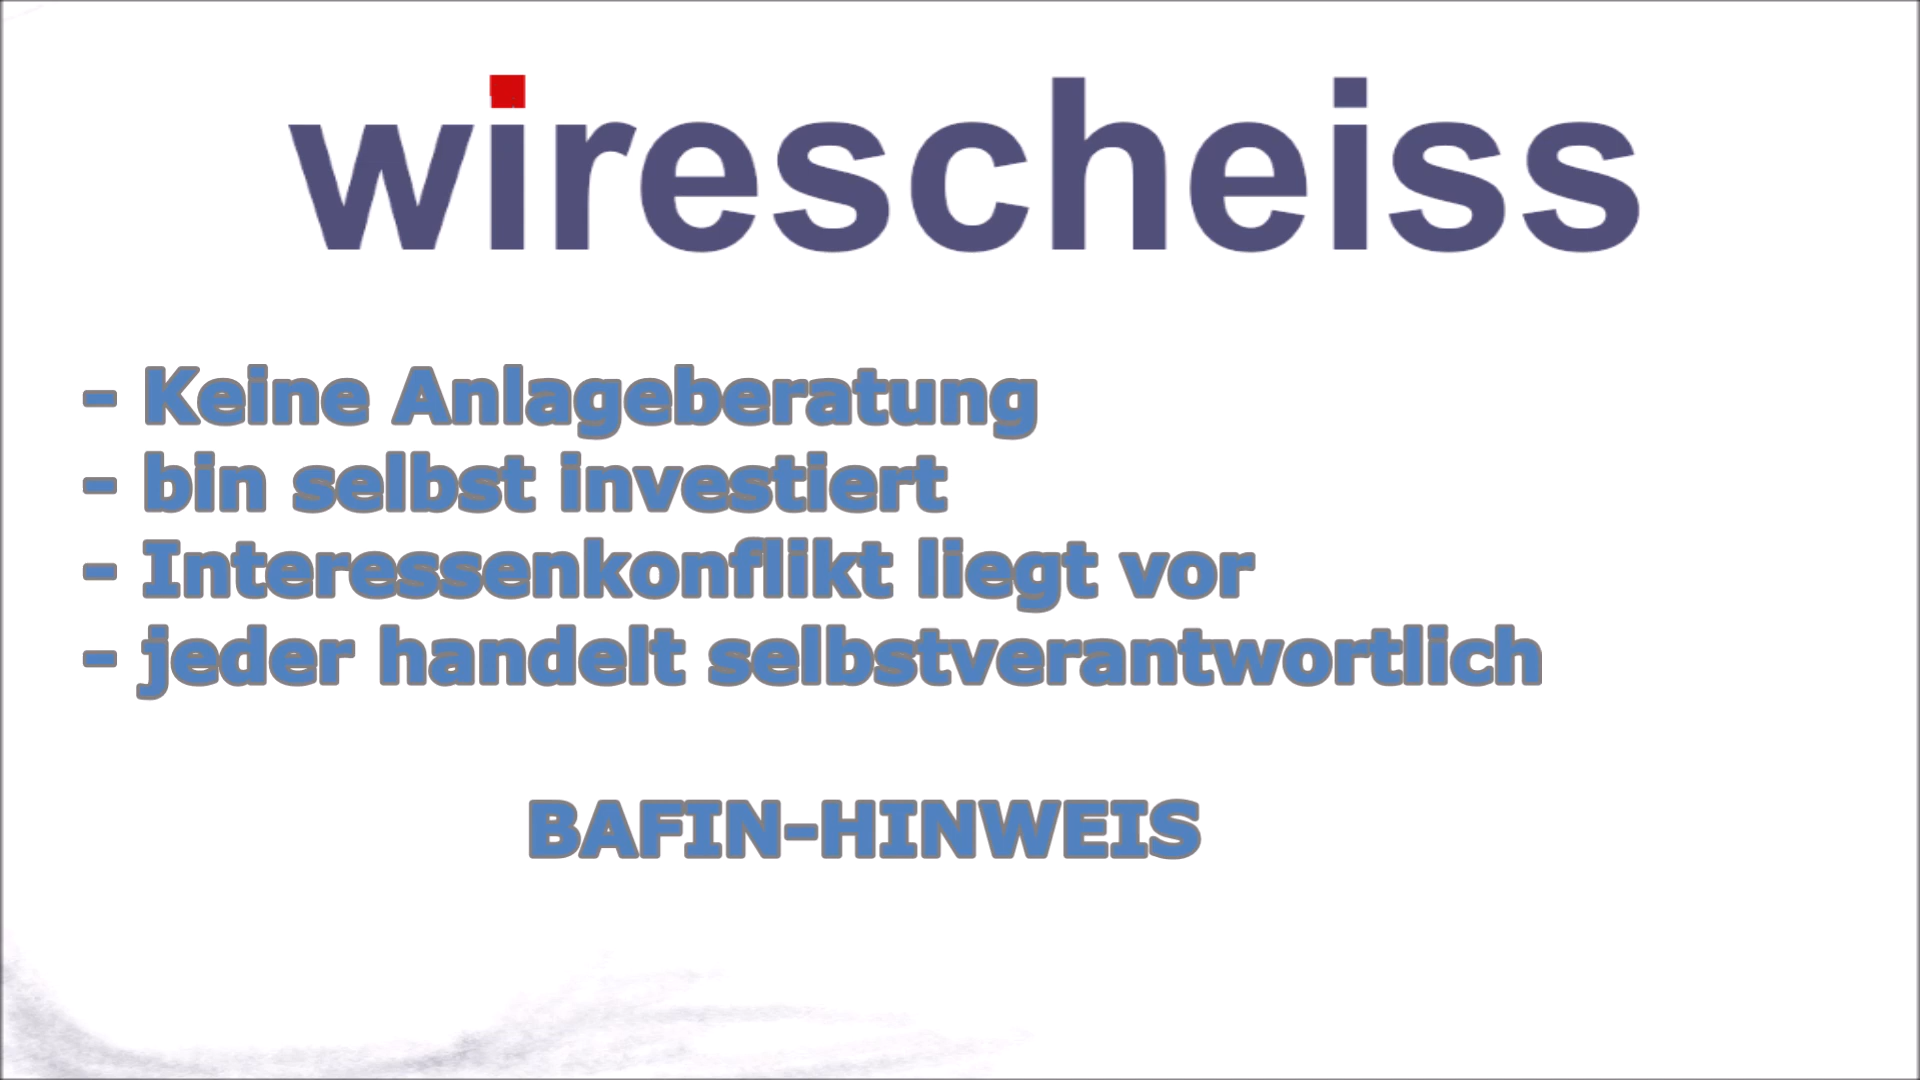 wirescheiss
- Keine Anlageberatung
- bin selbst investiert
- Interessenkonflikt liegt vor
- jeder handelt selbstverantwortlich
BAFIN-HINWEIS